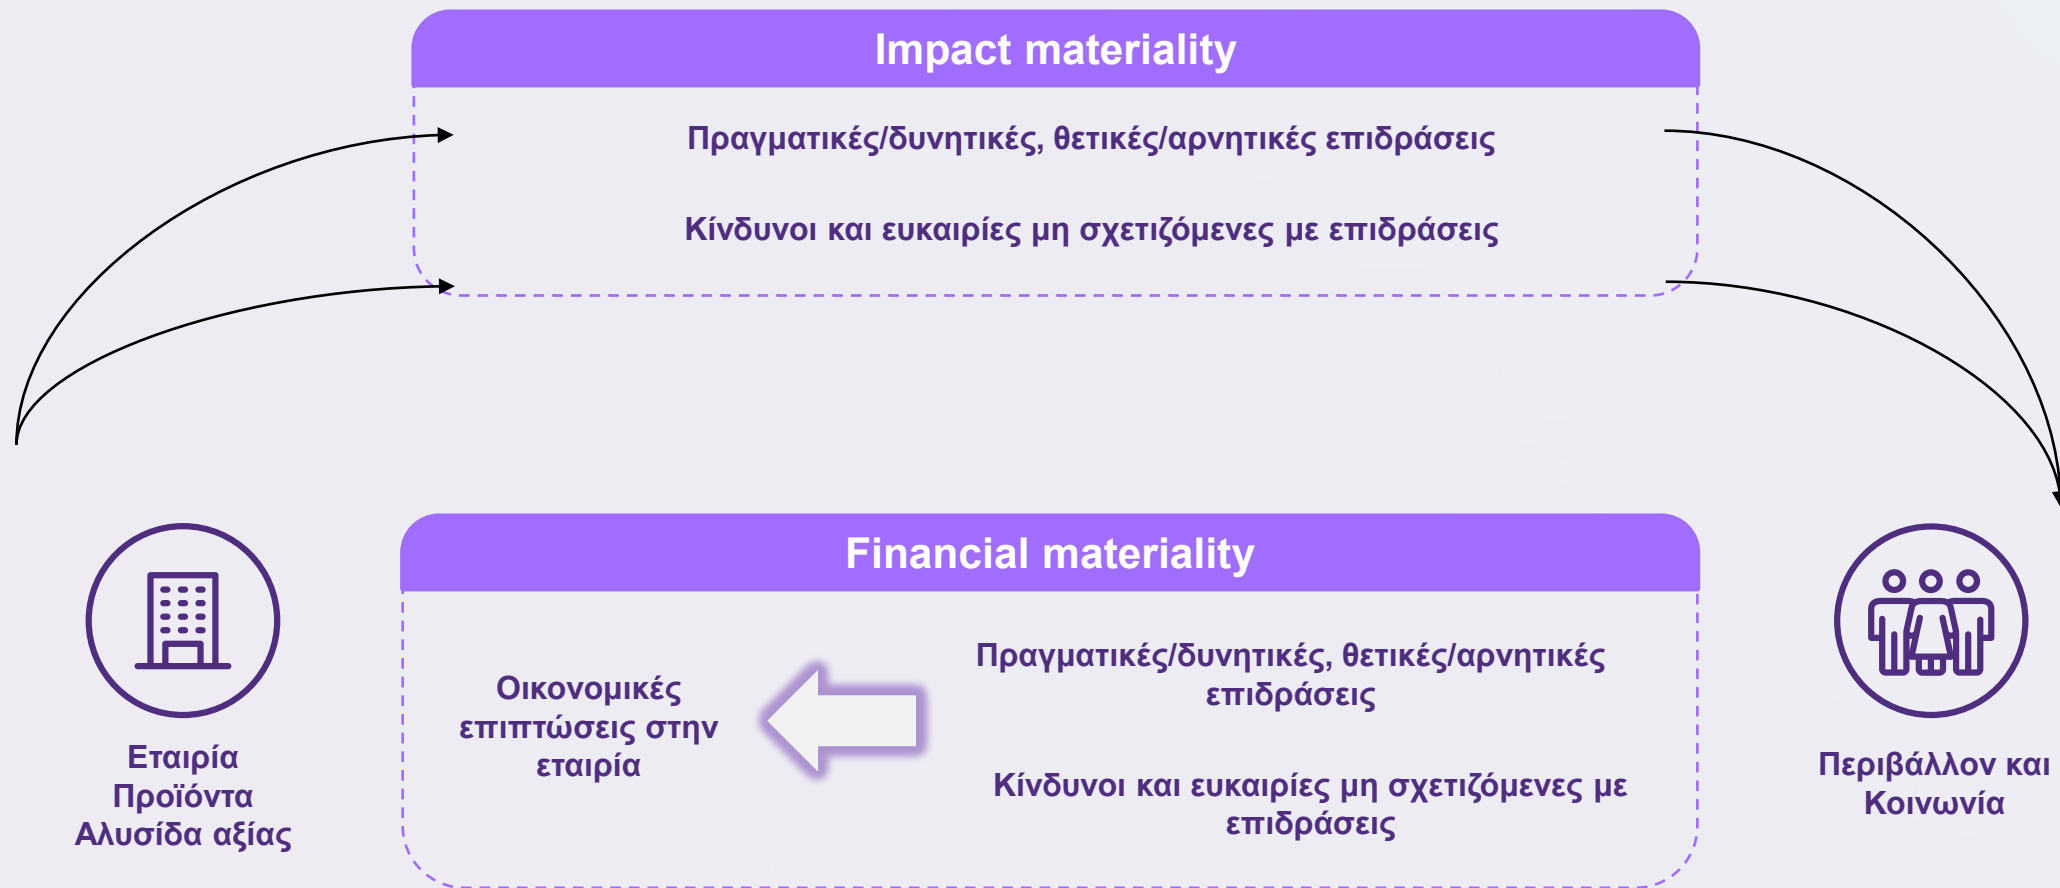 Impact materiality
Πραγματικές/δυνητικές, θετικές/αρνητικές επιδράσεις
Κίνδυνοι και ευκαιρίες μη σχετιζόμενες με επιδράσεις
Financial materiality
Οικονομικές
επιπτώσεις στην
εταιρία
Πραγματικές/δυνητικές, θετικές/αρνητικές
επιδράσεις
Κίνδυνοι και ευκαιρίες μη σχετιζόμενες με
επιδράσεις
Εταιρία
Προϊόντα
Αλυσίδα αξίας
Περιβάλλον και
Κοινωνία